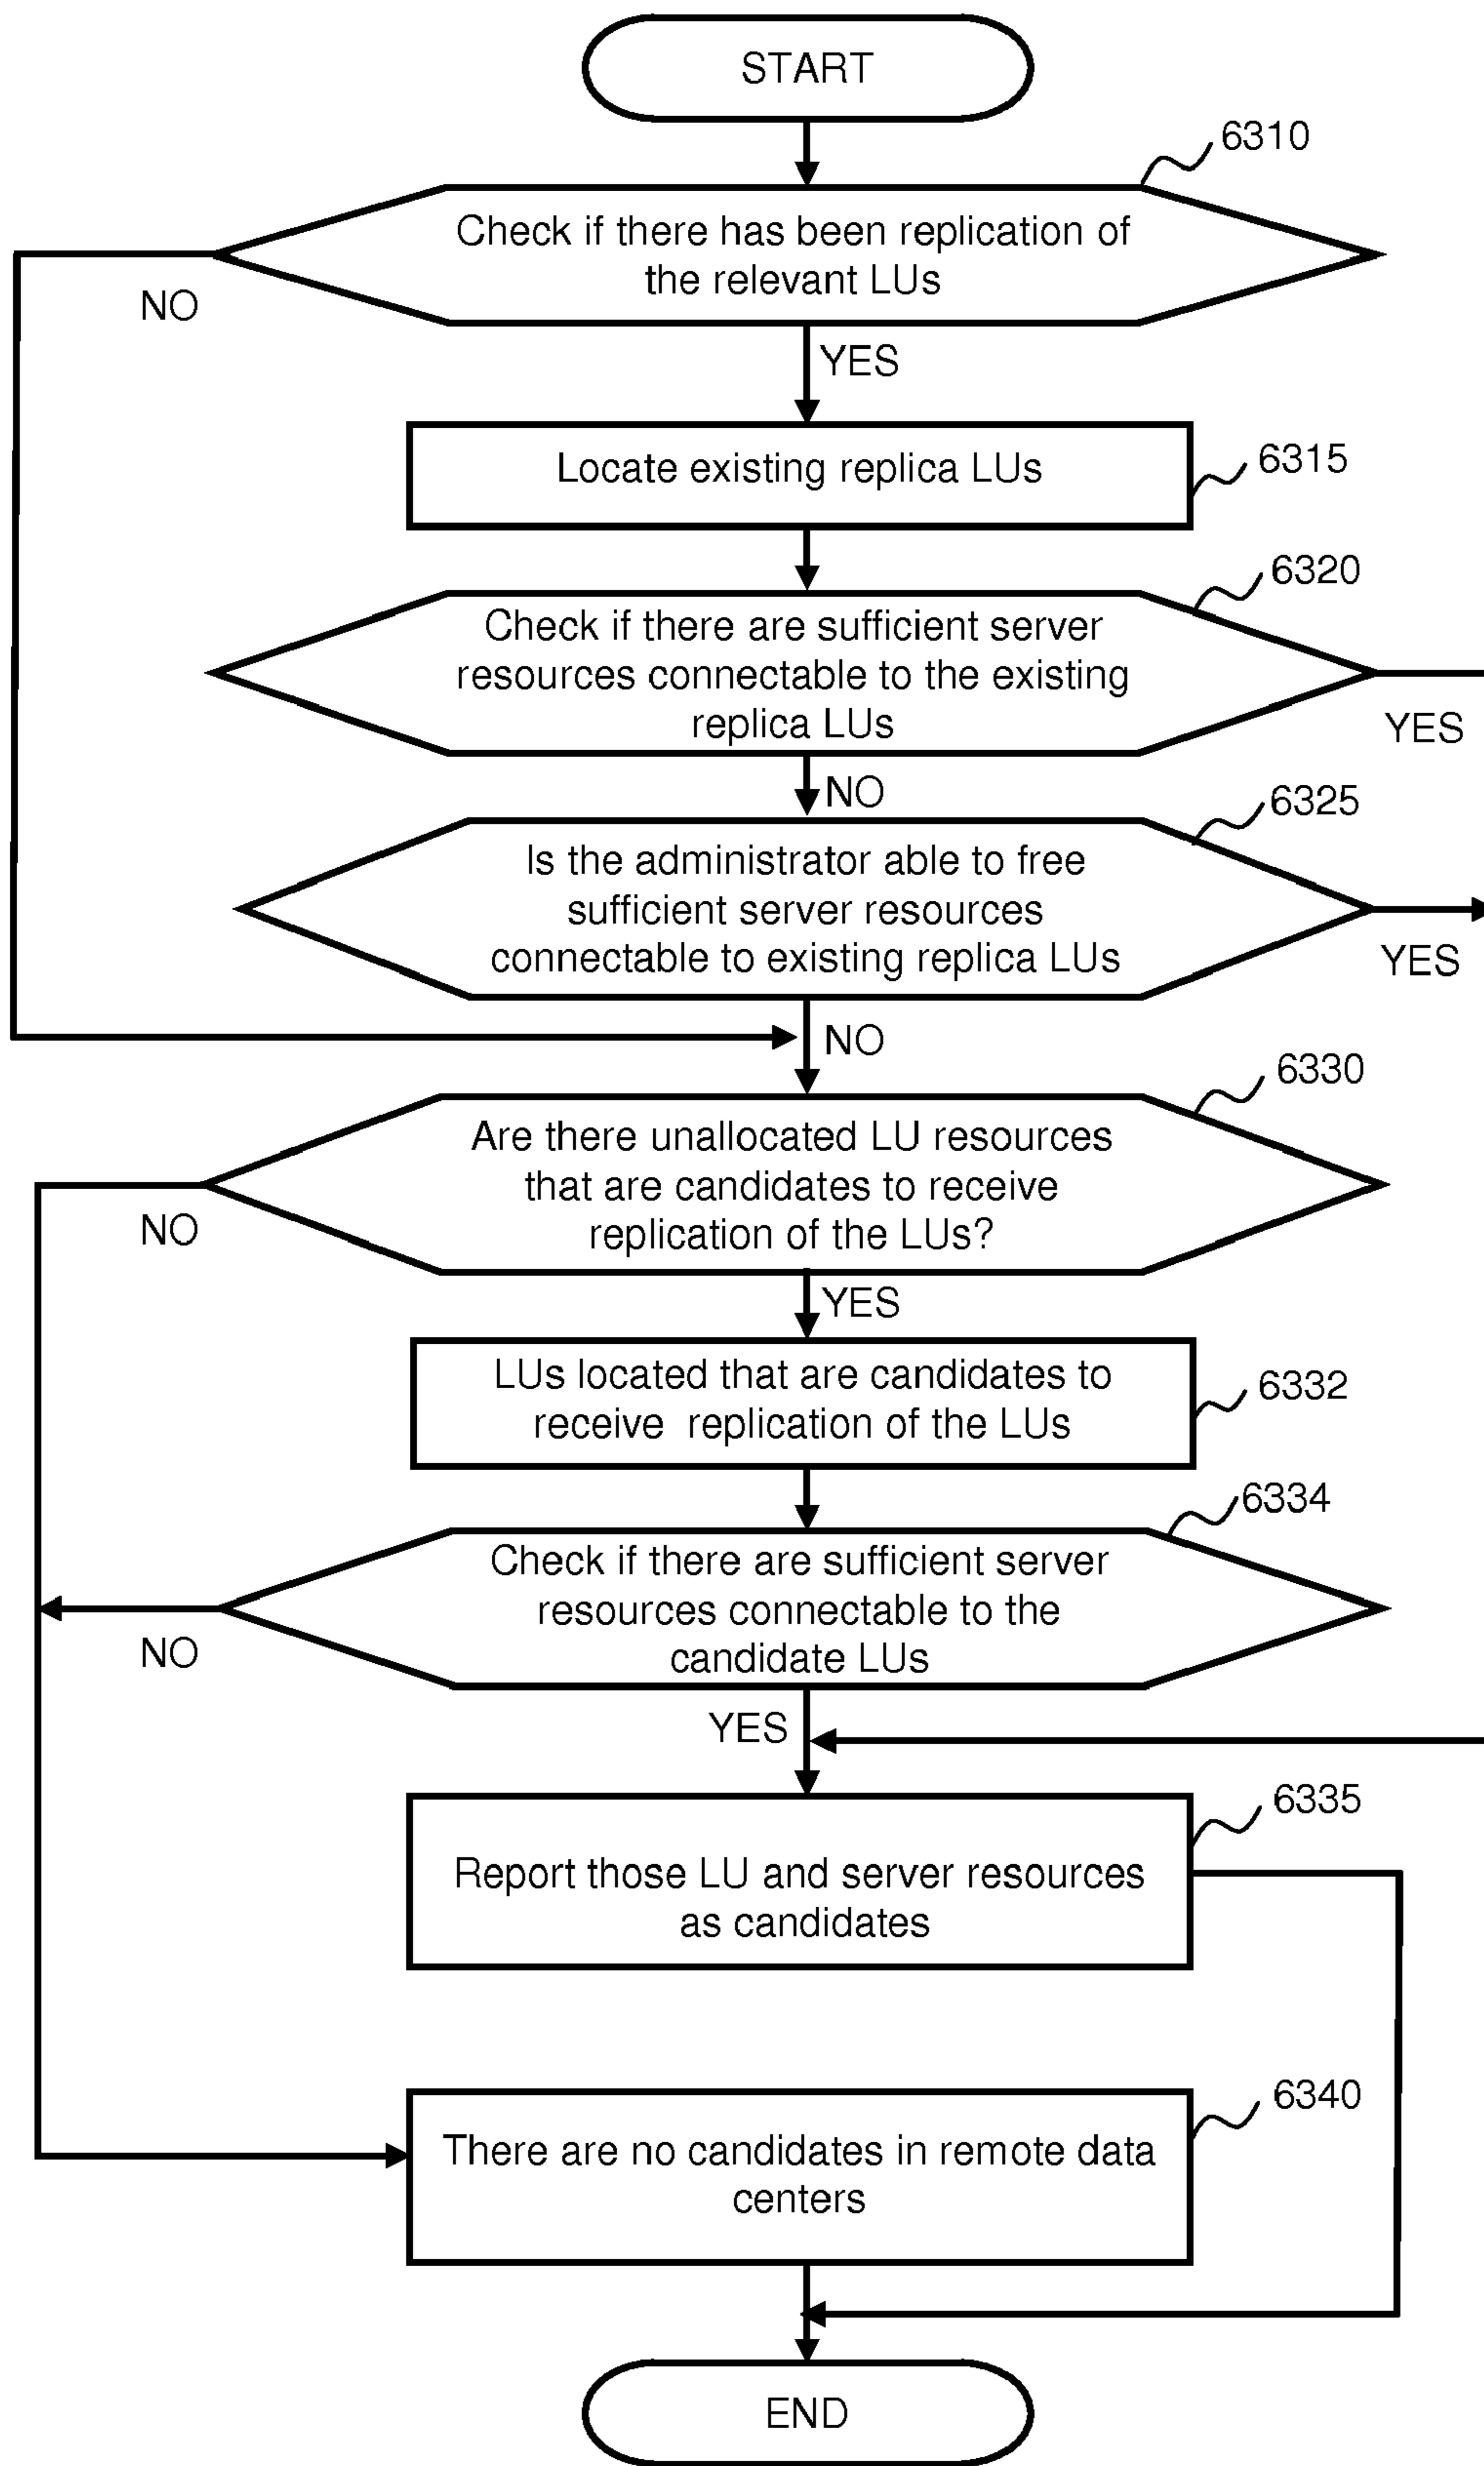 START
6310
Check if there has been replication of
the relevant LUs
NO
YES
Locate existing replica LUs
6315
6320
Check if there are sufficient server
resources connectable to the existing
replica LUs
YES
NO
6325
Is the administrator able to free
sufficient server resources
connectable to existing replica LUs
YES
NO
6330
Are there unallocated LU resources
that are candidates to receive
replication of the LUs?
NO
YES
LUs located that are candidates to
receive replication of the LUs
6332
6334
Check if there are sufficient server
resources connectable to the
candidate LUs
NO
YES
6335
Report those LU and server resources
as candidates
6340
There are no candidates in remote data
centers
END